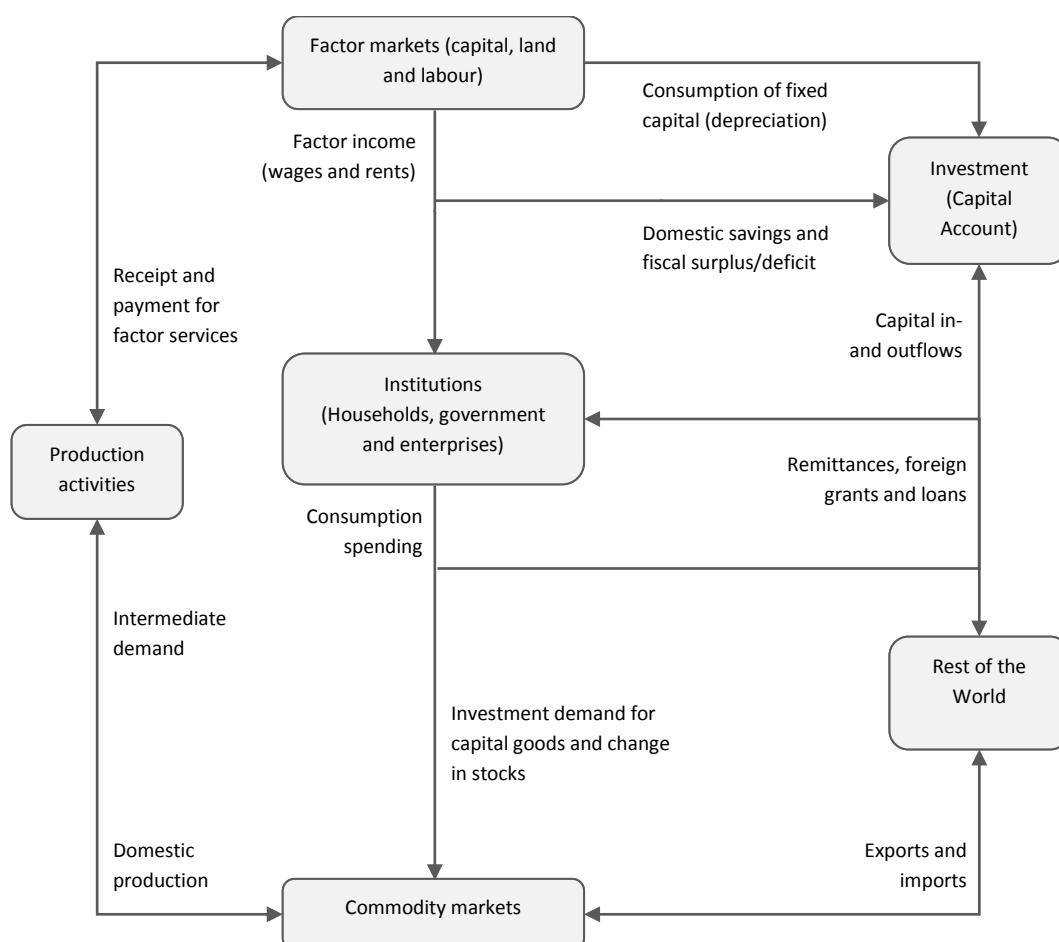 Factor markets (capital, land
and labour)
Consumption of fixed
capital (depreciation)
Factor income
(wages and rents)
Investment
(Capital
Account)
Domestic savings and
fiscal surplus/deficit
Receipt and
payment for
factor services
Capital in-
and outflows
Institutions
(Households, government
and enterprises)
Production
activities
Remittances, foreign
grants and loans
Consumption
spending
Intermediate
demand
Rest of the
World
Investment demand for
capital goods and change
in stocks
Domestic
production
Exports and
imports
Commodity markets